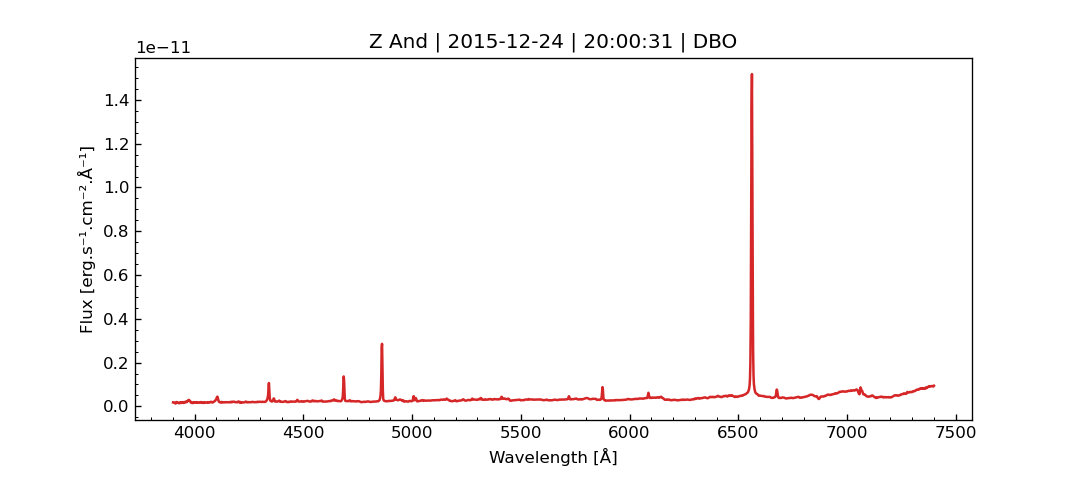 Z And | 2015-12-24 | 20:00:31 | DBO
1e−11
1.4
1.2
1.0
0.8
0.6
0.4
0.2
0.0
Flux [erg.s⁻¹.cm⁻².Å⁻¹]
4000 4500 5000 5500 6000 6500 7000 7500
Wavelength [Å]